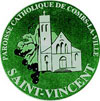 PAROISSE CATHOLIQUE DE COMBS-LA-VILLE
SAINT-VINCENT